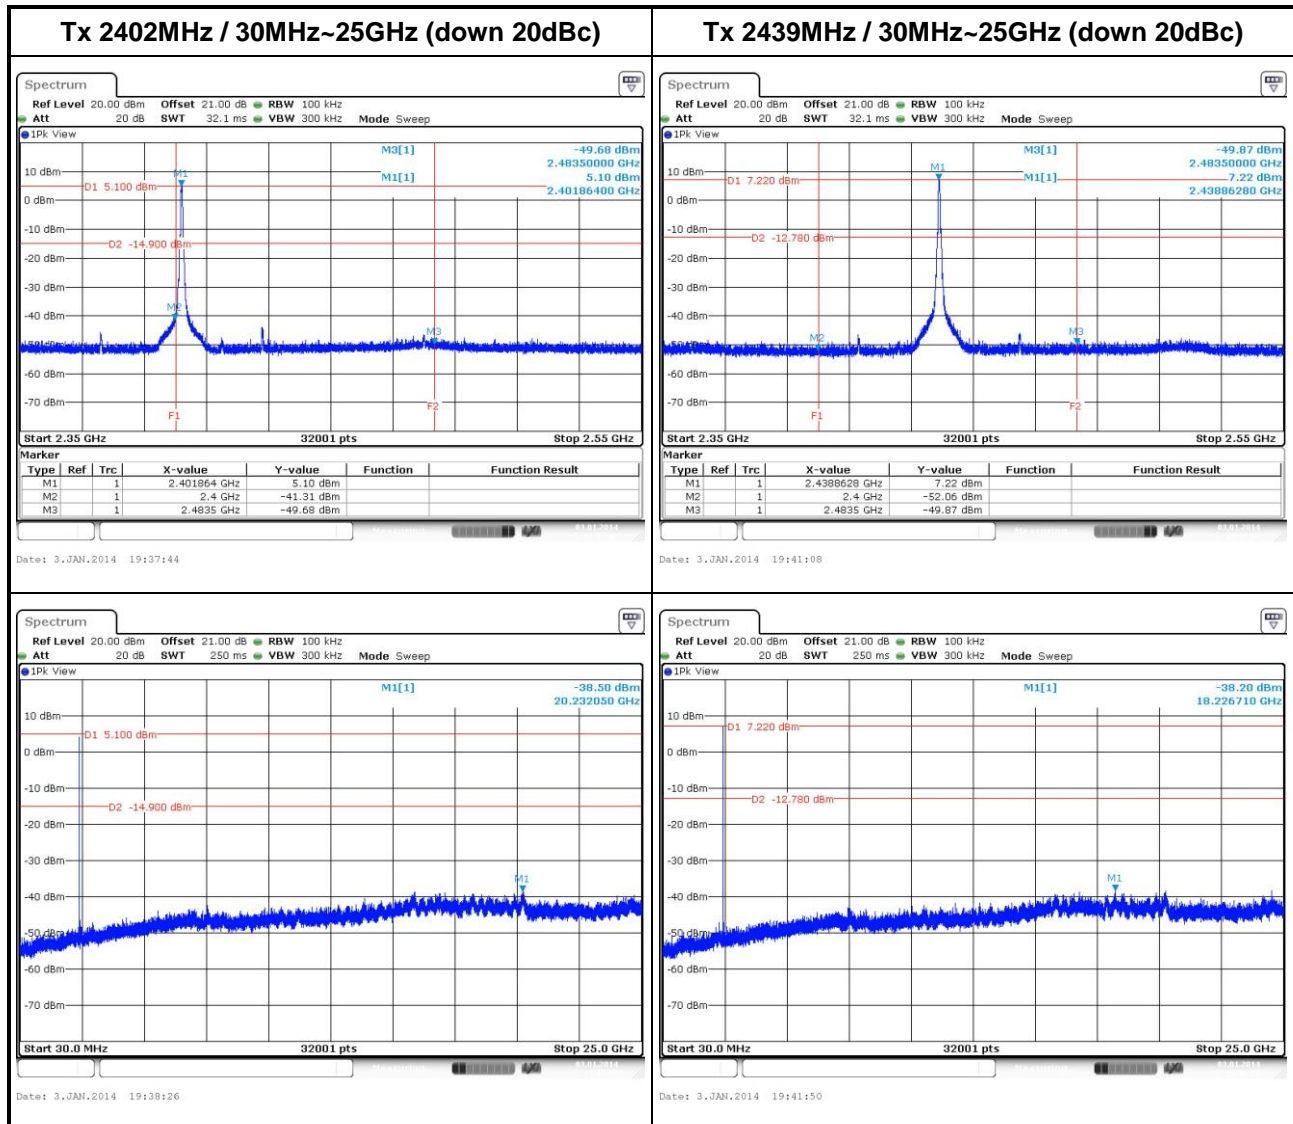 Tx 2402MHz / 30MHz~25GHz (down 20dBc)
Tx 2439MHz / 30MHz~25GHz (down 20dBc)
Spectrum
Ref Level 20.00 dBm Offset 21.00 dB RBW 100 kHz
Att 20 dB SWT 32.1 ms VBW 300 kHz Mode Sweep
1Pk View
M3[1] -49.68 dBm
2.48350000 GHz
M1[1] 5.10 dBm
2.40186400 GHz
M1
10 dBm
D1 5.100 dBm
0 dBm
-10 dBm
D2 -14.900 dBm
-20 dBm
-30 dBm
M2
-40 dBm
M3
-50 dBm
-60 dBm
-70 dBm
F1
F2
Start 2.35 GHz 32001 pts Stop 2.55 GHz
Marker
Type Ref Trc X-value Y-value Function Function Result
M1 1 2.401864 GHz 5.10 dBm
M2 1 2.4 GHz -41.31 dBm
M3 1 2.4835 GHz -49.68 dBm
Date: 3.JAN.2014 19:37:44
Spectrum
Ref Level 20.00 dBm Offset 21.00 dB RBW 100 kHz
Att 20 dB SWT 32.1 ms VBW 300 kHz Mode Sweep
1Pk View
M3[1] -49.87 dBm
2.48350000 GHz
M1[1] 7.22 dBm
2.43886280 GHz
M1
10 dBm
D1 7.220 dBm
0 dBm
-10 dBm
D2 -12.780 dBm
-20 dBm
-30 dBm
-40 dBm
M2
M3
-50 dBm
-60 dBm
-70 dBm
F1
F2
Start 2.35 GHz 32001 pts Stop 2.55 GHz
Marker
Type Ref Trc X-value Y-value Function Function Result
M1 1 2.4388628 GHz 7.22 dBm
M2 1 2.4 GHz -52.06 dBm
M3 1 2.4835 GHz -49.87 dBm
Date: 3.JAN.2014 19:41:08
Spectrum
Ref Level 20.00 dBm Offset 21.00 dB RBW 100 kHz
Att 20 dB SWT 250 ms VBW 300 kHz Mode Sweep
1Pk View
M1[1] -38.50 dBm
20.232050 GHz
10 dBm
D1 5.100 dBm
0 dBm
-10 dBm
D2 -14.900 dBm
-20 dBm
-30 dBm
M1
-40 dBm
-50 dBm
-60 dBm
-70 dBm
Start 30.0 MHz 32001 pts Stop 25.0 GHz
Date: 3.JAN.2014 19:38:26
Spectrum
Ref Level 20.00 dBm Offset 21.00 dB RBW 100 kHz
Att 20 dB SWT 250 ms VBW 300 kHz Mode Sweep
1Pk View
M1[1] -38.20 dBm
18.226710 GHz
10 dBm
D1 7.220 dBm
0 dBm
-10 dBm
D2 -12.780 dBm
-20 dBm
-30 dBm
M1
-40 dBm
-50 dBm
-60 dBm
-70 dBm
Start 30.0 MHz 32001 pts Stop 25.0 GHz
Date: 3.JAN.2014 19:41:50